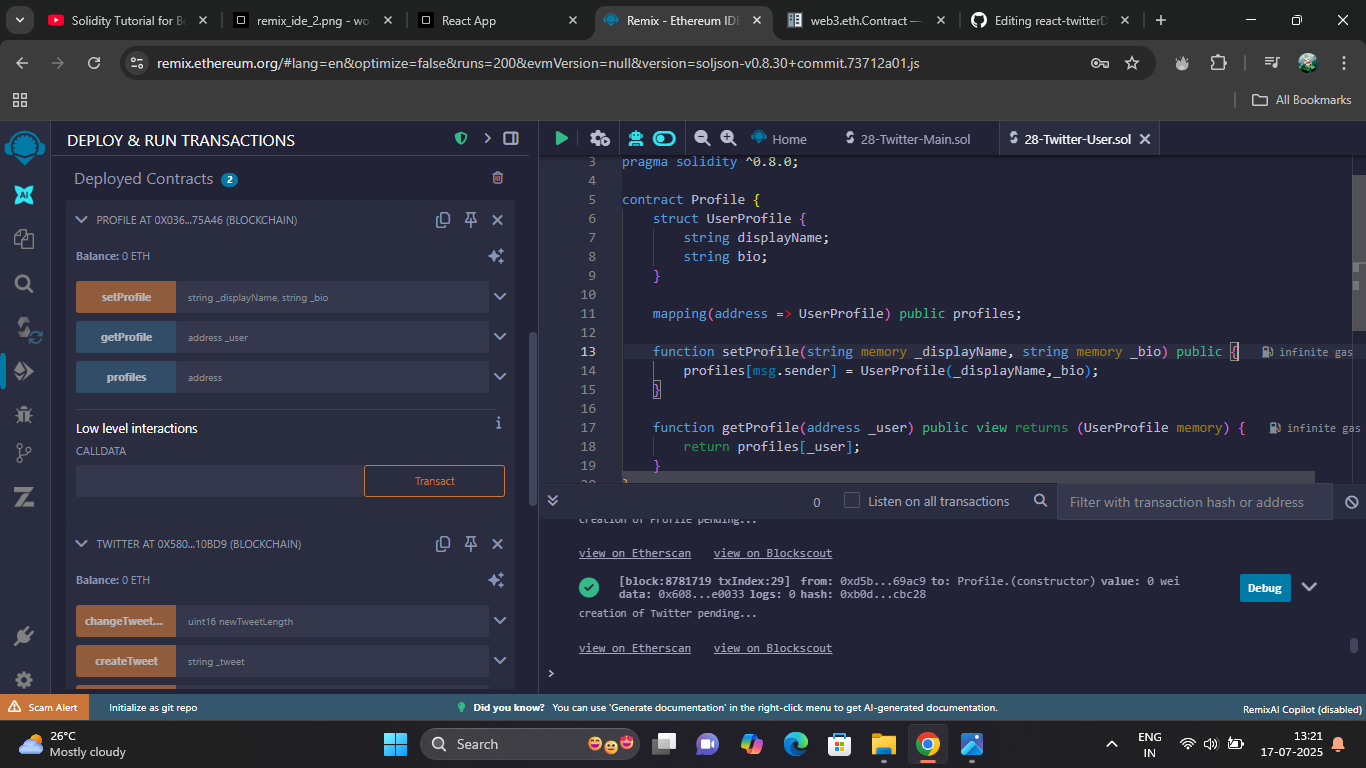 Solidity Tutorial for Be
remix_ide_2.png - wo
React App
Remix - Ethereum IDE
web3.eth.Contract —
Editing react-twitterD
remix.ethereum.org/#lang=en&optimize=false&runs=200&evmVersion=null&version=soljson-v0.8.30+commit.73712a01.js
All Bookmarks
DEPLOY & RUN TRANSACTIONS
Home
28-Twitter-Main.sol
28-Twitter-User.sol
Deployed Contracts 2
PROFILE AT 0X036...75A46 (BLOCKCHAIN)
Balance: 0 ETH
setProfile string _displayName, string _bio
getProfile address _user
profiles address
Low level interactions
i
CALLDATA
Transact
TWITTER AT 0X580...10BD9 (BLOCKCHAIN)
Balance: 0 ETH
changeTweet... uint16 newTweetLength
createTweet string _tweet
AI
3 pragma solidity ^0.8.0;
4
5 contract Profile {
6 struct UserProfile {
7 string displayName;
8 string bio;
9 }
10
11 mapping(address => UserProfile) public profiles;
12
13 function setProfile(string memory _displayName, string memory _bio) public { infinite gas
14 profiles[msg.sender] = UserProfile(_displayName,_bio);
15 }
16
17 function getProfile(address _user) public view returns (UserProfile memory) { infinite gas
18 return profiles[_user];
19 }
20 }
0 Listen on all transactions Filter with transaction hash or address
creation of Profile pending...
view on Etherscan view on Blockscout
[block:8781719 txIndex:29] from: 0xd5b...69ac9 to: Profile.(constructor) value: 0 wei
data: 0x608...e0033 logs: 0 hash: 0xb0d...cbc28
Debug
creation of Twitter pending...
view on Etherscan view on Blockscout
>
Scam Alert
Initialize as git repo
Did you know? You can use 'Generate documentation' in the right-click menu to get AI-generated documentation.
RemixAI Copilot (disabled)
26°C
Mostly cloudy
Search
ENG
IN
13:21
17-07-2025